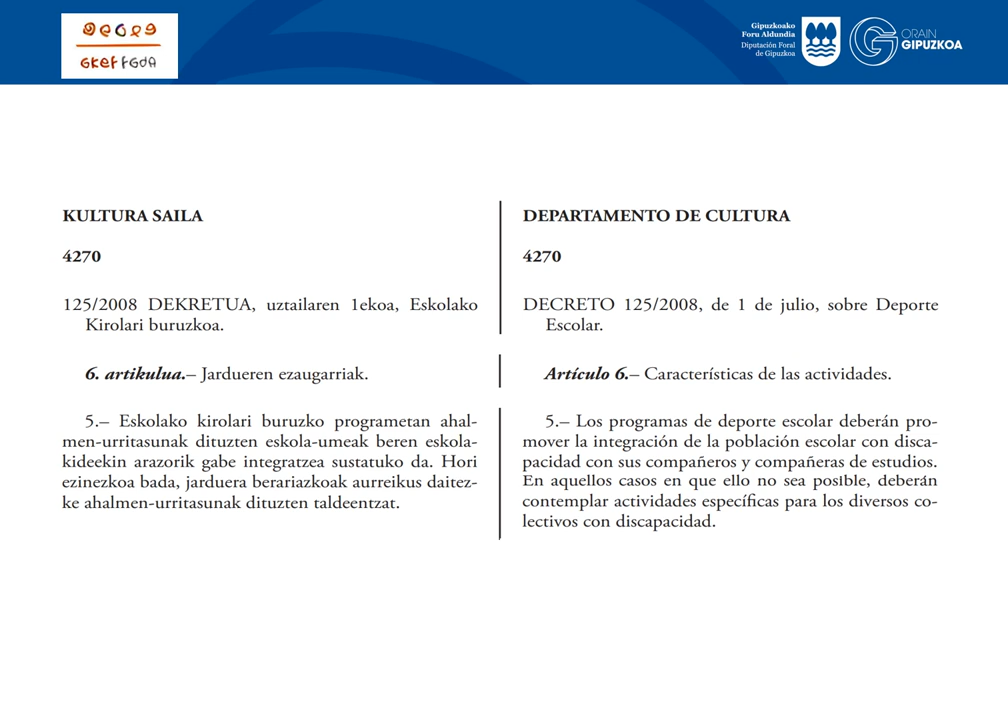 GKEF FGDA
Gipuzkoako
Foru Aldundia
Diputación Foral
de Gipuzkoa
ORAIN
GIPUZKOA
KULTURA SAILA
4270
125/2008 DEKRETUA, uztailaren 1ekoa, Eskolako
Kirolari buruzkoa.
6. artikulua.– Jardueren ezaugarriak.
5.– Eskolako kirolari buruzko programetan ahal-
men-urritasunak dituzten eskola-umeak beren eskola-
kideekin arazorik gabe integratzea sustatuko da. Hori
ezinezkoa bada, jarduera berariazkoak aurreikus daitez-
ke ahalmen-urritasunak dituzten taldeentzat.
DEPARTAMENTO DE CULTURA
4270
DECRETO 125/2008, de 1 de julio, sobre Deporte
Escolar.
Artículo 6.– Características de las actividades.
5.– Los programas de deporte escolar deberán pro-
mover la integración de la población escolar con disca-
pacidad con sus compañeros y compañeras de estudios.
En aquellos casos en que ello no sea posible, deberán
contemplar actividades específicas para los diversos co-
lectivos con discapacidad.